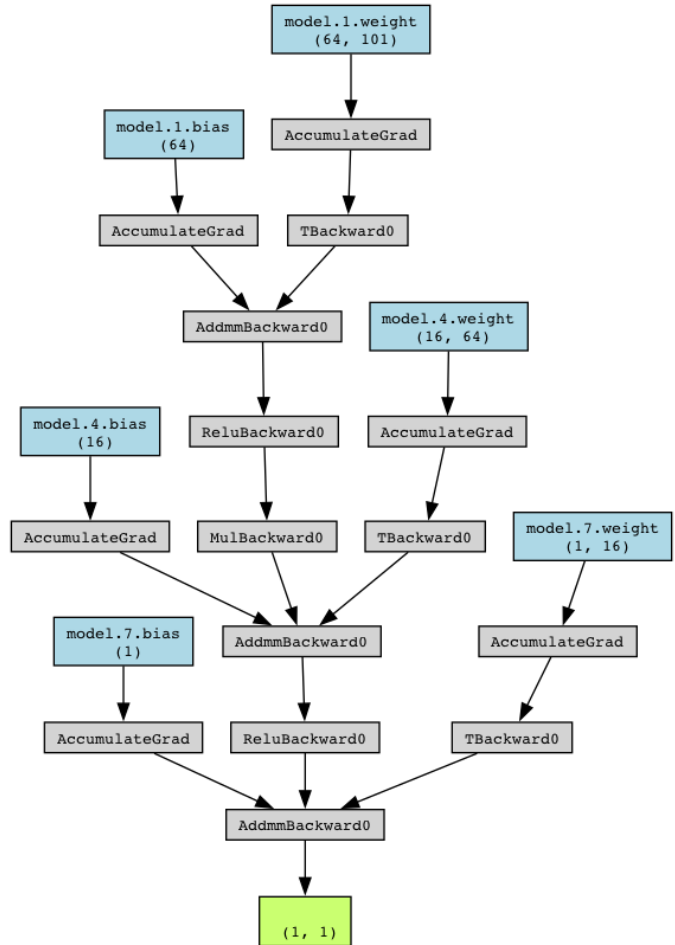 model.1.weight
(64, 101)
model.1.bias
(64)
AccumulateGrad
AccumulateGrad
TBackward0
AddmmBackward0
model.4.weight
(16, 64)
model.4.bias
(16)
ReluBackward0
AccumulateGrad
AccumulateGrad
MulBackward0
TBackward0
model.7.weight
(1, 16)
model.7.bias
(1)
AddmmBackward0
AccumulateGrad
AccumulateGrad
ReluBackward0
TBackward0
AddmmBackward0
(1, 1)